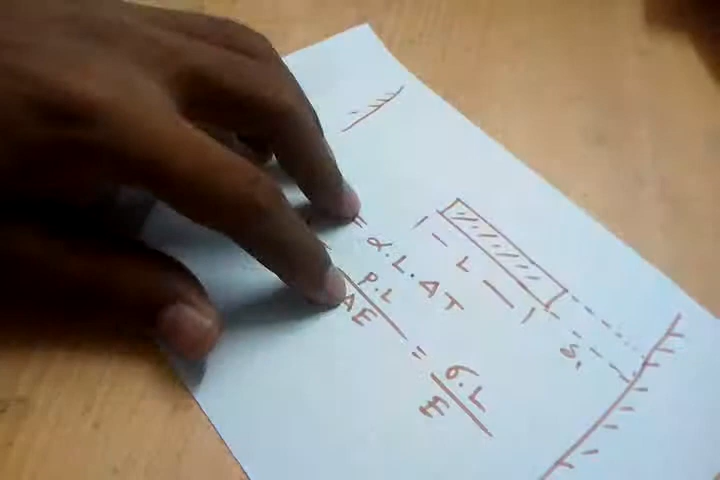 = α.L.ΔT
P.L/AE = σ.L/E
L
S.